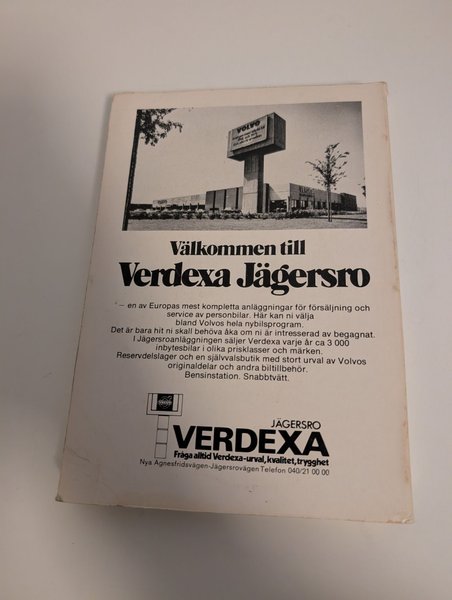 VOLVO
Välkommen till
Verdexa Jägersro
– en av Europas mest kompletta anläggningar för försäljning och
service av personbilar. Här kan ni välja
bland Volvos hela nybilsprogram.
Det är bara hit ni skall behöva åka om ni är intresserad av begagnat.
I Jägersroanläggningen säljer Verdexa varje år ca 3 000
inbytesbilar i olika prisklasser och märken.
Reservdelslager och en självvalsbutik med stort urval av Volvos
originaldelar och andra biltillbehör.
Bensinstation. Snabbtvätt.
JÄGERSRO
VERDEXA
Fråga alltid Verdexa-urval, kvalitet, trygghet
Nya Agnesfridsvägen-Jägersrovägen Telefon 040/21 00 00